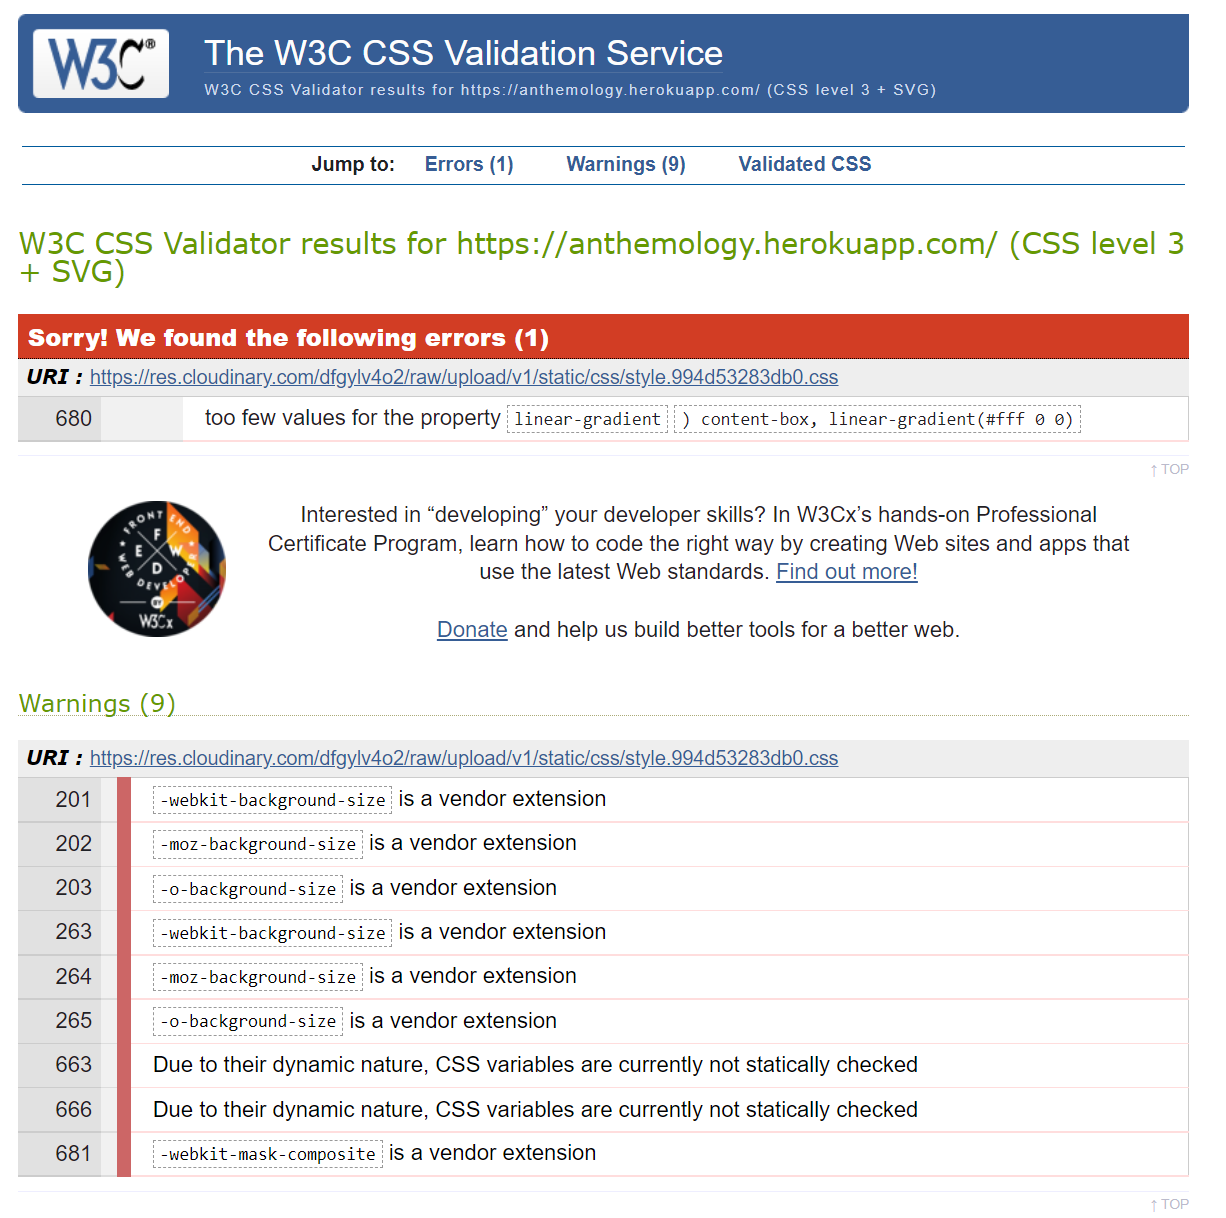 W3C®
The W3C CSS Validation Service
W3C CSS Validator results for https://anthemology.herokuapp.com/ (CSS level 3 + SVG)
Jump to: Errors (1) Warnings (9) Validated CSS
W3C CSS Validator results for https://anthemology.herokuapp.com/ (CSS level 3
+ SVG)
Sorry! We found the following errors (1)
URI : https://res.cloudinary.com/dfgylv4o2/raw/upload/v1/static/css/style.994d53283db0.css
680 too few values for the property linear-gradient ) content-box, linear-gradient(#fff 0 0)
↑ TOP
FRONT END WEB DEVELOPER
F E W D
BY
W3Cx
Interested in “developing” your developer skills? In W3Cx’s hands-on Professional
Certificate Program, learn how to code the right way by creating Web sites and apps that
use the latest Web standards. Find out more!
Donate and help us build better tools for a better web.
Warnings (9)
URI : https://res.cloudinary.com/dfgylv4o2/raw/upload/v1/static/css/style.994d53283db0.css
201 -webkit-background-size is a vendor extension
202 -moz-background-size is a vendor extension
203 -o-background-size is a vendor extension
263 -webkit-background-size is a vendor extension
264 -moz-background-size is a vendor extension
265 -o-background-size is a vendor extension
663 Due to their dynamic nature, CSS variables are currently not statically checked
666 Due to their dynamic nature, CSS variables are currently not statically checked
681 -webkit-mask-composite is a vendor extension
↑ TOP